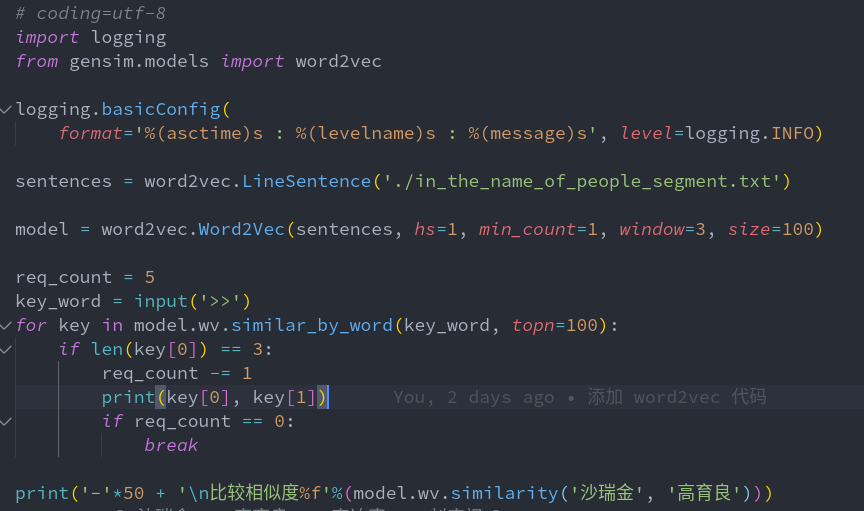 # coding=utf-8
import logging
from gensim.models import word2vec
logging.basicConfig(
format='%(asctime)s : %(levelname)s : %(message)s', level=logging.INFO)
sentences = word2vec.LineSentence('./in_the_name_of_people_segment.txt')
model = word2vec.Word2Vec(sentences, hs=1, min_count=1, window=3, size=100)
req_count = 5
key_word = input('>>')
for key in model.wv.similar_by_word(key_word, topn=100):
if len(key[0]) == 3:
req_count -= 1
print(key[0], key[1]) You, 2 days ago • 添加 word2vec 代码
if req_count == 0:
break
print('-'*50 + '\n比较相似度%f'%(model.wv.similarity('沙瑞金', '高育良')))